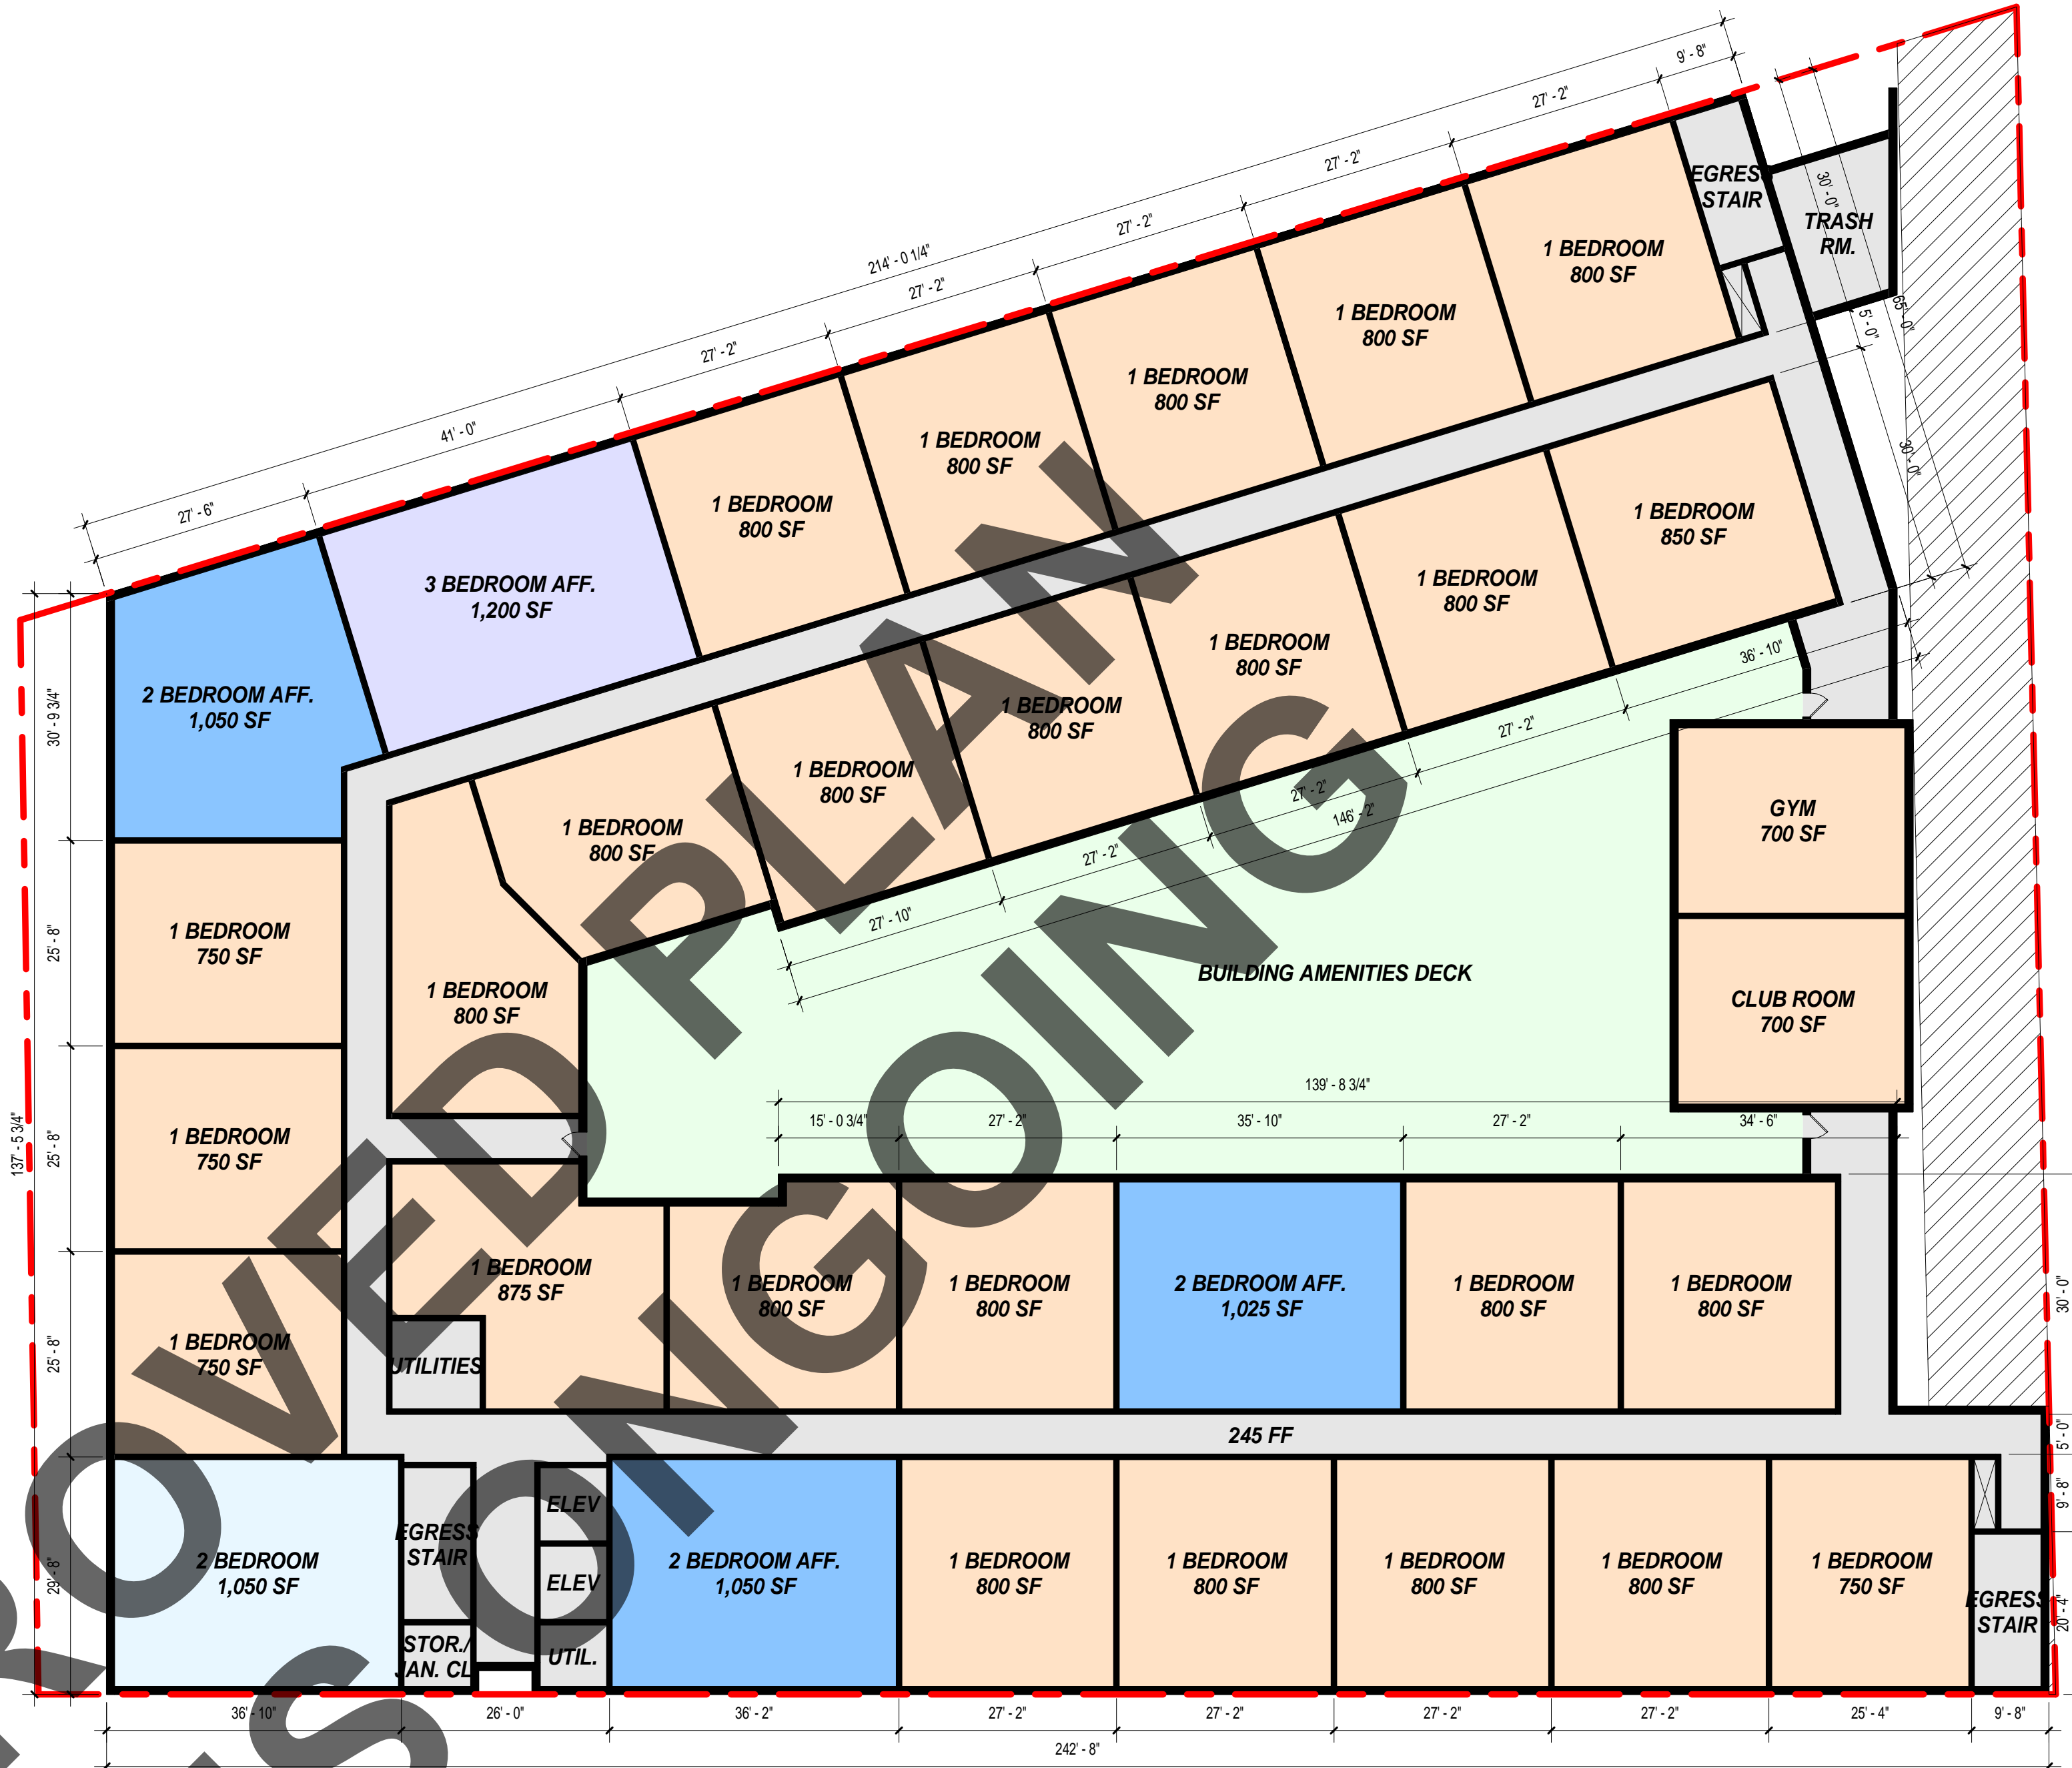 9' - 8"
27' - 2"
27' - 2"
27' - 2"
214' - 0 1/4"
27' - 2"
27' - 2"
41' - 0"
27' - 6"
EGRESS
STAIR
30' - 0"
TRASH
RM.
65' - 0"
5' - 0"
30' - 0"
1 BEDROOM
800 SF
1 BEDROOM
800 SF
1 BEDROOM
800 SF
1 BEDROOM
800 SF
1 BEDROOM
800 SF
3 BEDROOM AFF.
1,200 SF
2 BEDROOM AFF.
1,050 SF
1 BEDROOM
850 SF
1 BEDROOM
800 SF
1 BEDROOM
800 SF
1 BEDROOM
800 SF
1 BEDROOM
800 SF
1 BEDROOM
800 SF
1 BEDROOM
800 SF
36' - 10"
27' - 2"
27' - 2"
146' - 2"
27' - 2"
27' - 10"
30' - 9 3/4"
25' - 8"
25' - 8"
137' - 5 3/4"
25' - 8"
29' - 8"
1 BEDROOM
750 SF
1 BEDROOM
750 SF
1 BEDROOM
750 SF
GYM
700 SF
CLUB ROOM
700 SF
BUILDING AMENITIES DECK
139' - 8 3/4"
15' - 0 3/4"
27' - 2"
35' - 10"
27' - 2"
34' - 6"
1 BEDROOM
875 SF
UTILITIES
1 BEDROOM
800 SF
1 BEDROOM
800 SF
2 BEDROOM AFF.
1,025 SF
1 BEDROOM
800 SF
1 BEDROOM
800 SF
30' - 0"
5' - 0"
9' - 8"
20' - 4"
245 FF
2 BEDROOM
1,050 SF
EGRESS
STAIR
STOR./
JAN. CL
ELEV
ELEV
UTIL.
2 BEDROOM AFF.
1,050 SF
1 BEDROOM
800 SF
1 BEDROOM
800 SF
1 BEDROOM
800 SF
1 BEDROOM
800 SF
1 BEDROOM
750 SF
EGRESS
STAIR
36' - 10"
26' - 0"
36' - 2"
27' - 2"
27' - 2"
27' - 2"
27' - 2"
25' - 4"
9' - 8"
242' - 8"
ROVED PLAN
S ONGOING